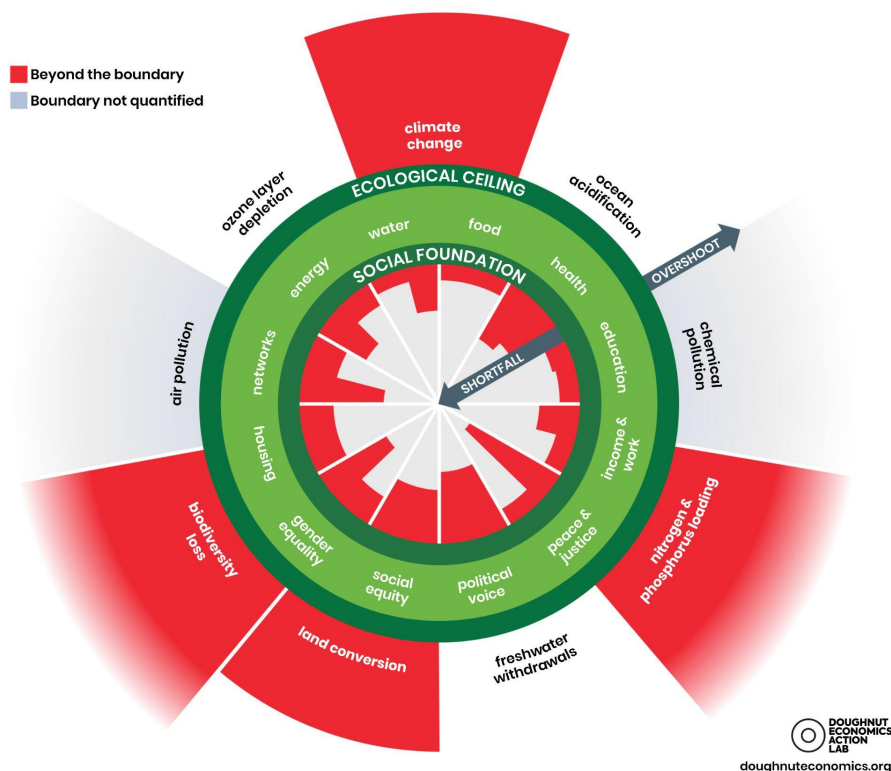 Beyond the boundary
Boundary not quantified
climate
change
ozone layer
depletion
ocean
acidification
ECOLOGICAL CEILING
OVERSHOOT
water
food
energy
health
SOCIAL FOUNDATION
air pollution
networks
SHORTFALL
education
chemical
pollution
housing
income &
work
biodiversity
loss
gender
equality
social
equity
political
voice
peace &
justice
nitrogen &
phosphorus loading
land conversion
freshwater
withdrawals
DOUGHNUT
ECONOMICS
ACTION
LAB
doughnuteconomics.org